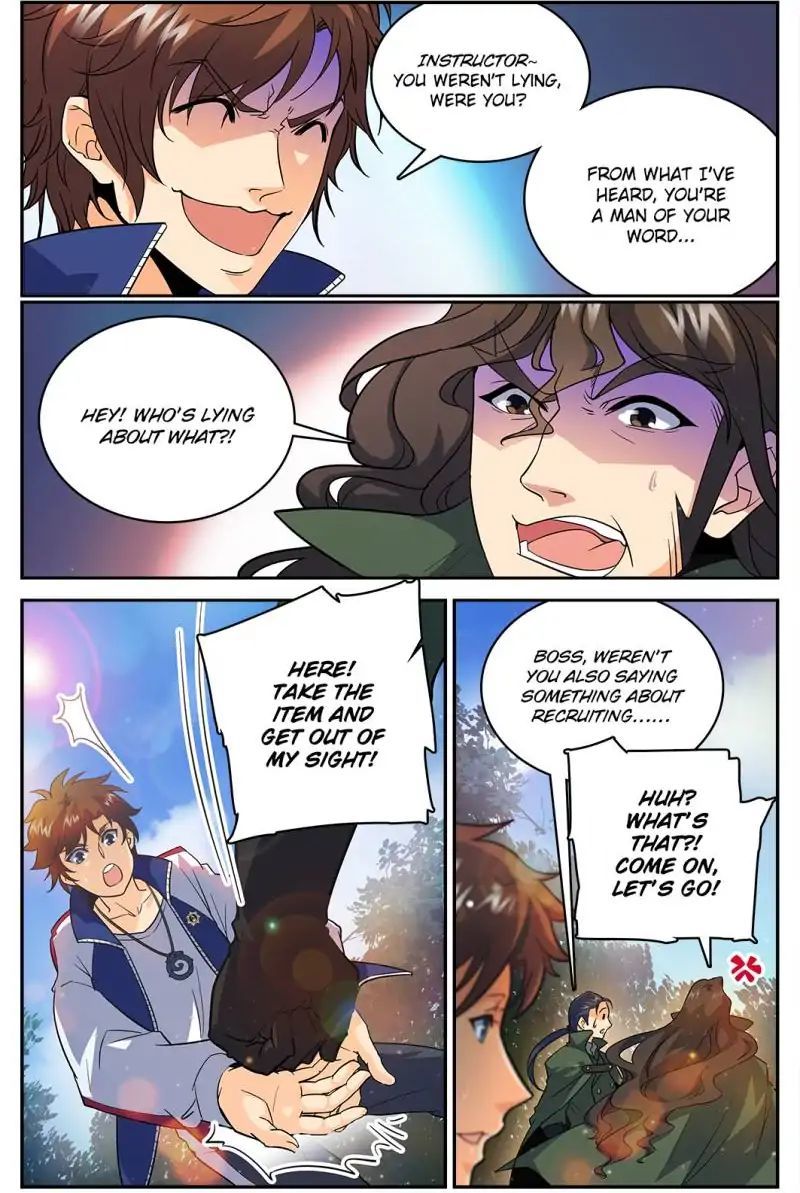 INSTRUCTOR~
YOU WEREN'T LYING,
WERE YOU?
FROM WHAT I'VE
HEARD, YOU'RE
A MAN OF YOUR
WORD...
HEY! WHO'S LYING
ABOUT WHAT?!
HERE!
TAKE THE
ITEM AND
GET OUT OF
MY SIGHT!
BOSS, WEREN'T
YOU ALSO SAYING
SOMETHING ABOUT
RECRUITING......
HUH?
WHAT'S
THAT?!
COME ON,
LET'S GO!